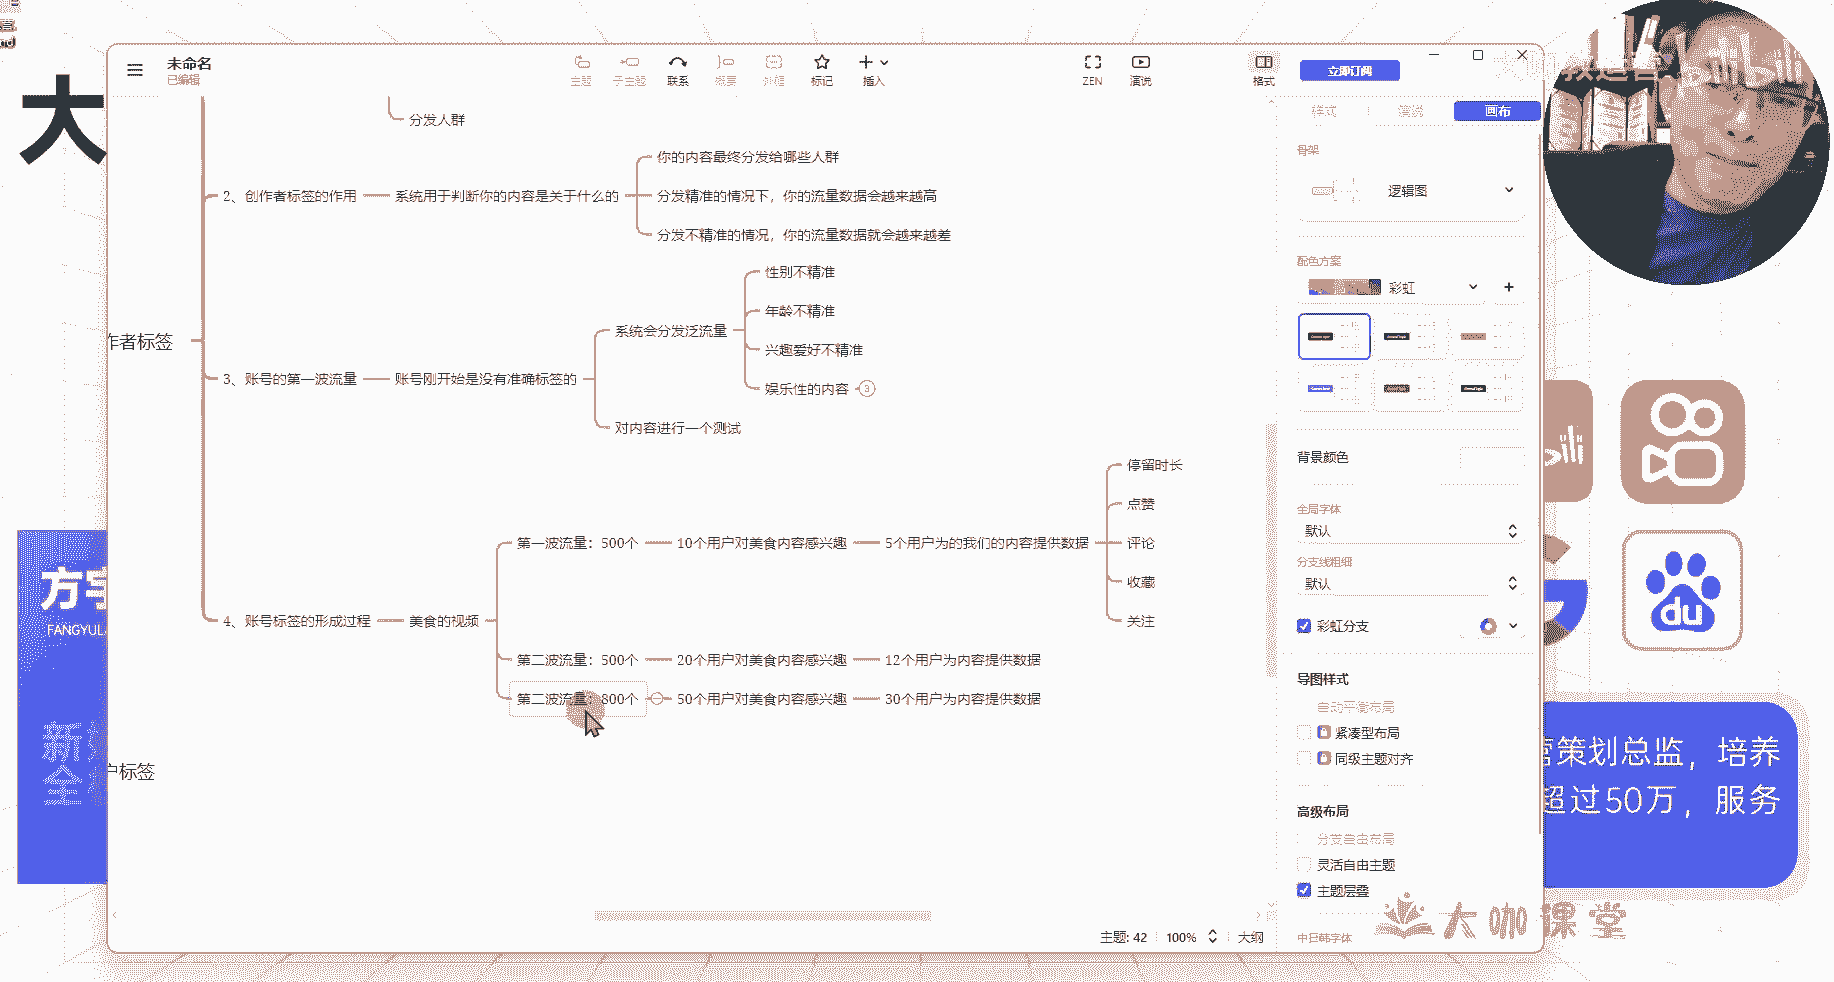 未命名
已编辑
主题
子主题
联系
概要
外框
标记
插入
ZEN
演说
格式
立即订阅
样式
演说
画布
骨架
逻辑图
配色方案
彩虹
背景颜色
全局字体
默认
分支线粗细
默认
彩虹分支
导图样式
自动平衡布局
紧凑型布局
同级主题对齐
高级布局
分支自由布局
灵活自由主题
主题层叠
中日韩字体
分发人群
2、创作者标签的作用
系统用于判断你的内容是关于什么的
你的内容最终分发给哪些人群
分发精准的情况下，你的流量数据会越来越高
分发不精准的情况，你的流量数据就会越来越差
作者标签
3、账号的第一波流量
账号刚开始是没有准确标签的
系统会分发泛流量
性别不精准
年龄不精准
兴趣爱好不精准
娱乐性的内容
3
对内容进行一个测试
4、账号标签的形成过程
美食的视频
第一波流量：500个
10个用户对美食内容感兴趣
5个用户为的我们的内容提供数据
停留时长
点赞
评论
收藏
关注
第二波流量：500个
20个用户对美食内容感兴趣
12个用户为内容提供数据
第二波流量：800个
50个用户对美食内容感兴趣
30个用户为内容提供数据
户标签
主题: 42
100%
大纲
大
方宇
FANGYUL
新
全
bili
du
营策划总监，培养
超过50万，服务
大咖课堂